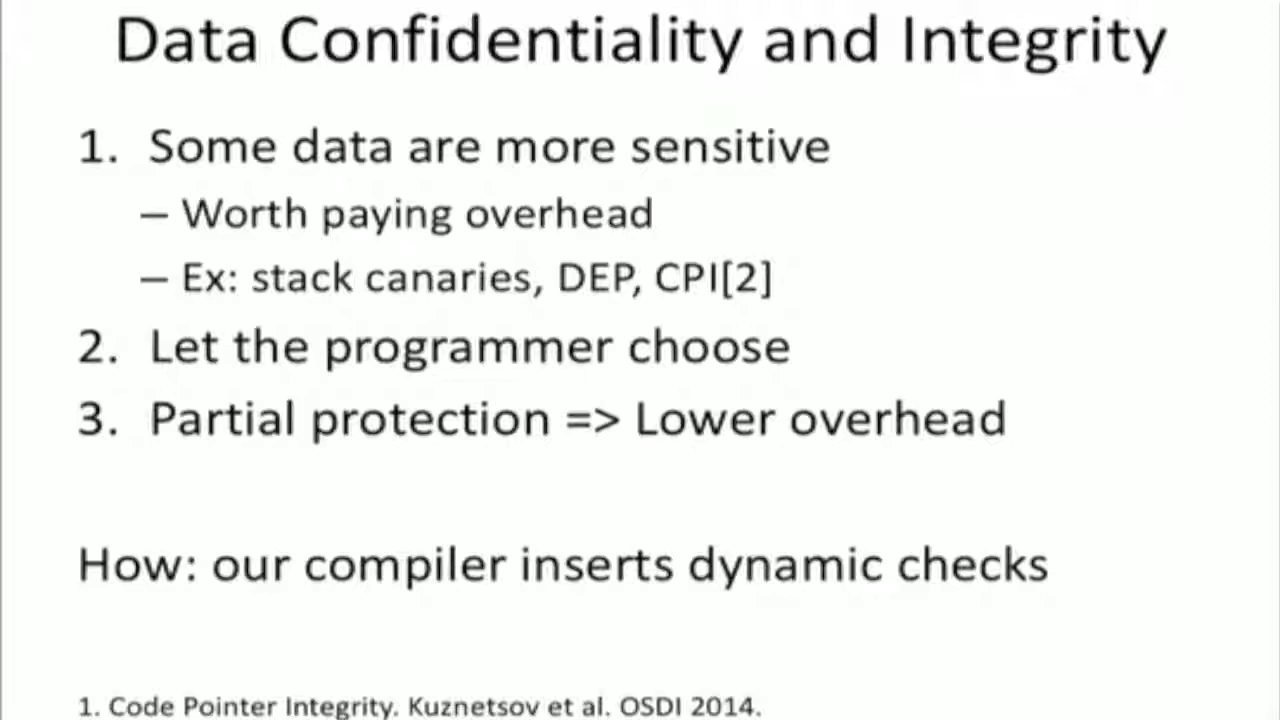 Data Confidentiality and Integrity
1. Some data are more sensitive
– Worth paying overhead
– Ex: stack canaries, DEP, CPI[2]
2. Let the programmer choose
3. Partial protection => Lower overhead
How: our compiler inserts dynamic checks
1. Code Pointer Integrity. Kuznetsov et al. OSDI 2014.